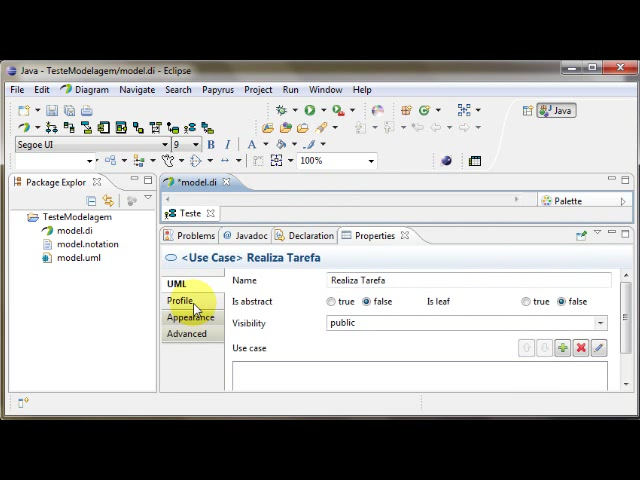 Java - TesteModelagem/model.di - Eclipse
File Edit Diagram Navigate Search Papyrus Project Run Window Help
Java
Segoe UI 9 B I A
100%
Package Explor *model.di
Palette
TesteModelagem Teste
model.di Problems Javadoc Declaration Properties
model.notation
model.uml <Use Case> Realiza Tarefa
UML Name Realiza Tarefa
Profile Is abstract true false Is leaf true false
Appearance Visibility public
Advanced
Use case